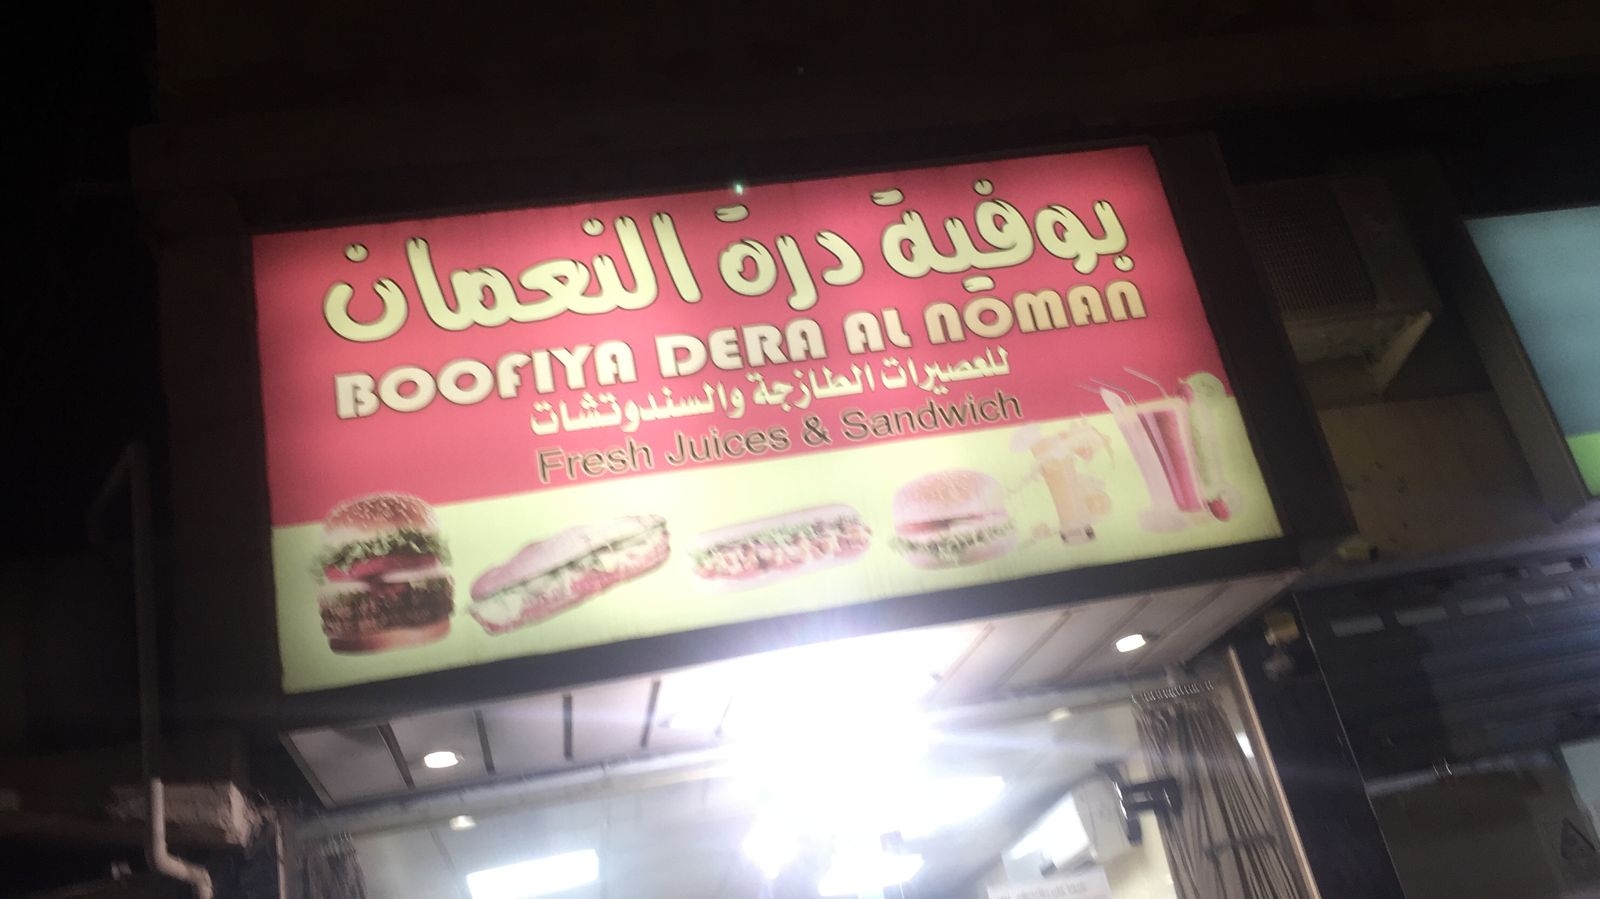 بوفية درة النعمان
BOOFIYA DERA AL NOMAN
للعصيرات الطازجة والسندوتشات
Fresh Juices & Sandwich